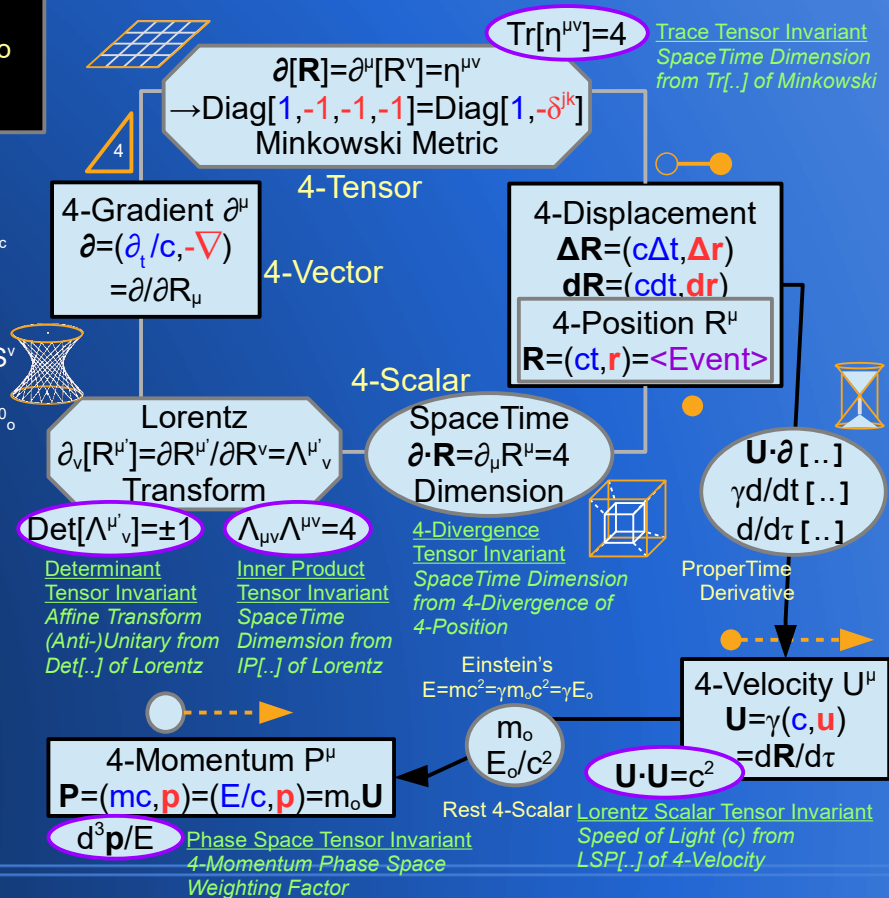 o
Tr[η^μν]=4
Trace Tensor Invariant
SpaceTime Dimension
from Tr[..] of Minkowski
∂[R]=∂^μ[R^ν]=η^μν
→Diag[1,-1,-1,-1]=Diag[1,-δ^jk]
Minkowski Metric
4-Tensor
4
4-Gradient ∂^μ
∂=(∂_t/c,-∇)
=∂/∂R_μ
4-Vector
4-Displacement
ΔR=(cΔt,Δr)
dR=(cdt,dr)
4-Position R^μ
R=(ct,r)=<Event>
c
S^ν
0
o
4-Scalar
Lorentz
∂_ν[R^μ']=∂R^μ'/∂R^ν=Λ^μ'_ν
Transform
SpaceTime
∂·R=∂_μR^μ=4
Dimension
U·∂[..]
γd/dt[..]
d/dτ[..]
Det[Λ^μ'_ν]=±1
Λ_μνΛ^μν=4
Determinant
Tensor Invariant
Affine Transform
(Anti-)Unitary from
Det[..] of Lorentz
Inner Product
Tensor Invariant
SpaceTime
Dimemsion from
IP[..] of Lorentz
4-Divergence
Tensor Invariant
SpaceTime Dimension
from 4-Divergence of
4-Position
ProperTime
Derivative
Einstein's
E=mc²=γm_oc²=γE_o
m_o
E_o/c²
Rest 4-Scalar
4-Velocity U^μ
U=γ(c,u)
=dR/dτ
U·U=c²
Lorentz Scalar Tensor Invariant
Speed of Light (c) from
LSP[..] of 4-Velocity
4-Momentum P^μ
P=(mc,p)=(E/c,p)=m_oU
d³p/E
Phase Space Tensor Invariant
4-Momentum Phase Space
Weighting Factor